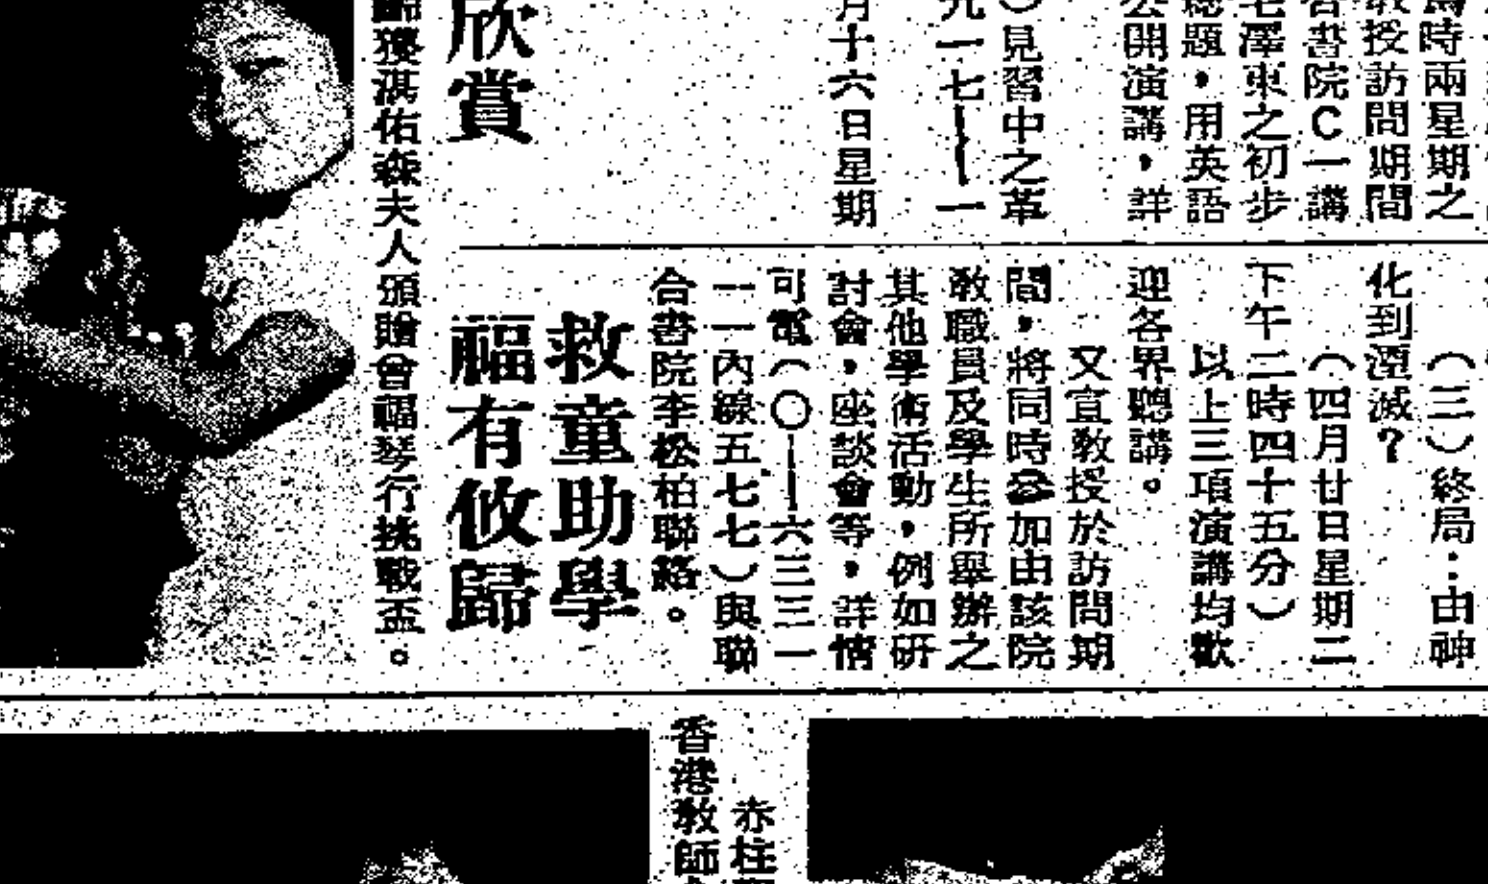 時兩星期之
教授訪問期間
合書院C一講
毛澤東之初步
總題,用英語
公開演講,詳
)見習中之革
九一七——一
月十六日星期
(三)終局:由神
化到湮滅?
(四月廿日星期二
下午二時四十五分)
以上三項演講均歡
迎各界聽講。
又宣教授於訪問期
間,將同時參加由該院
教職員及學生所舉辦之
其他學術活動,例如研
討會,座談會等,詳情
可電(〇—六三三一
一一內線五七七)與聯
合書院李松柏聯絡。
欣賞
救童助學
福有攸歸
獲淇佑森夫人頒贈會福琴行挑戰盃。
赤柱
香港教師